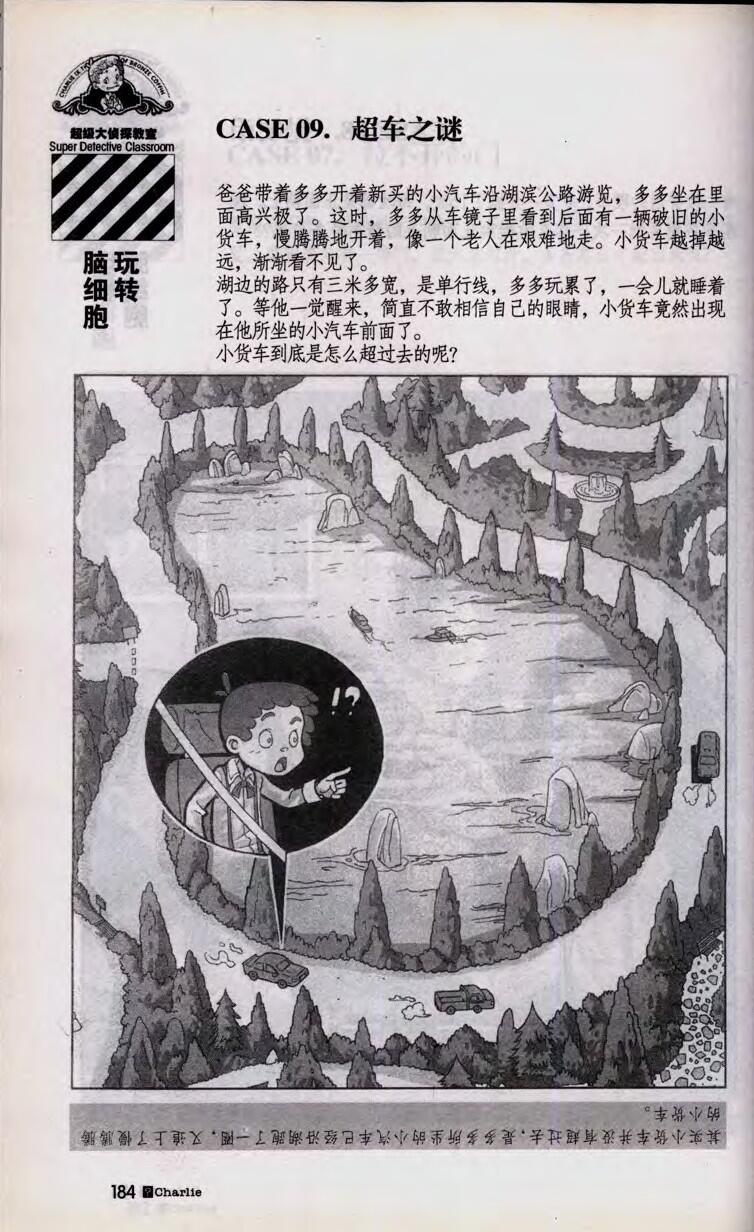 CHARLIE IX THE OF BRONZE COFFIN
超级大侦探教室
Super Detective Classroom
玩转
脑细胞
CASE 09. 超车之谜
爸爸带着多多开着新买的小汽车沿湖滨公路游览，多多坐在里
面高兴极了。这时，多多从车镜子里看到后面有一辆破旧的小
货车，慢腾腾地开着，像一个老人在艰难地走。小货车越掉越
远，渐渐看不见了。
湖边的路只有三米多宽，是单行线，多多玩累了，一会儿就睡着
了。等他一觉醒来，简直不敢相信自己的眼睛，小货车竟然出现
在他所坐的小汽车前面了。
小货车到底是怎么超过去的呢？
!?
其实小货车并没有超过去，是多多所坐的小汽车已经沿湖跑了一圈，又追上了慢腾腾
的小货车。
184 Charlie